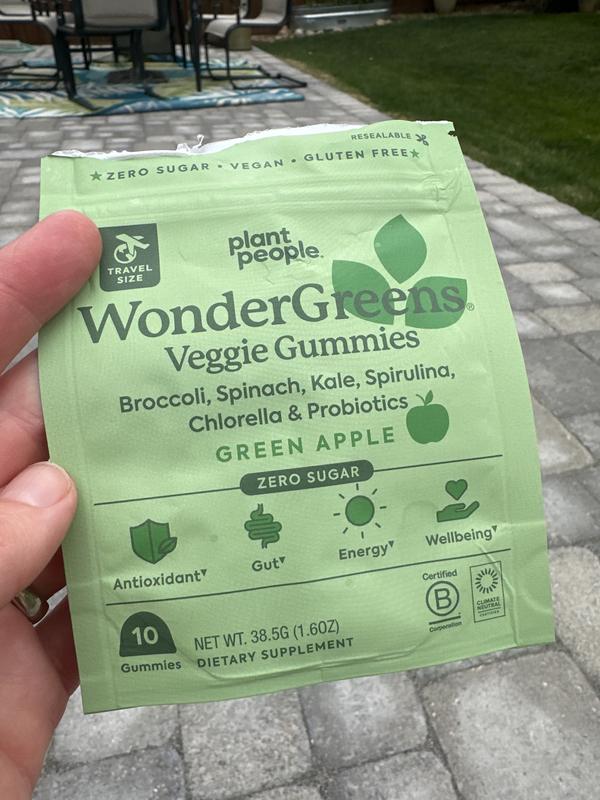 RESEALABLE
★ZERO SUGAR • VEGAN • GLUTEN FREE★
TRAVEL
SIZE
plant
people.
WonderGreens®
Veggie Gummies
Broccoli, Spinach, Kale, Spirulina,
Chlorella & Probiotics
GREEN APPLE
ZERO SUGAR
Antioxidant▼
Gut▼
Energy▼
Wellbeing▼
10
Gummies
NET WT. 38.5G (1.6OZ)
DIETARY SUPPLEMENT
Certified
B
Corporation
CLIMATE
NEUTRAL
CERTIFIED